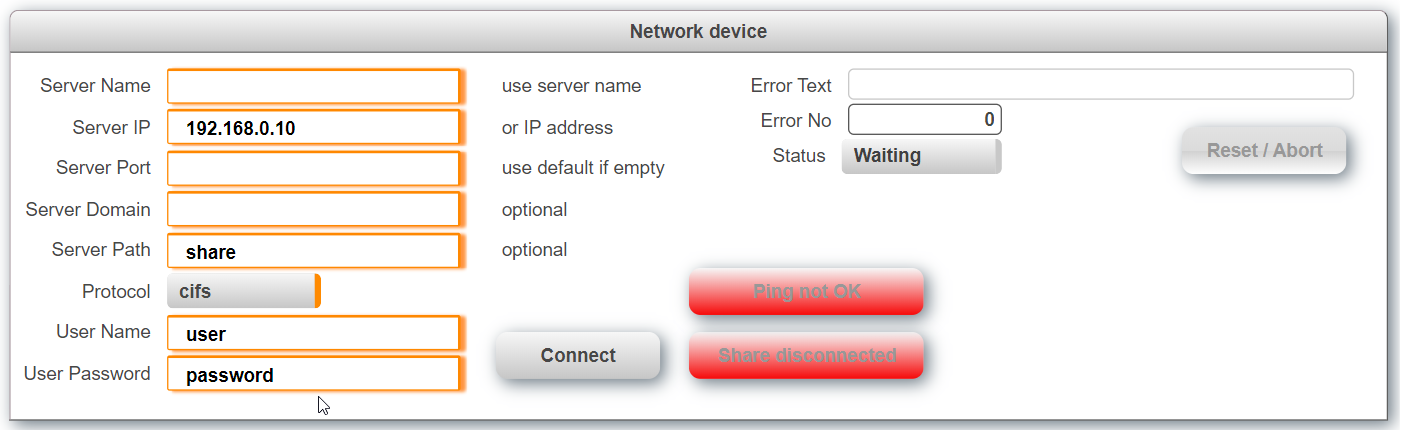 Network device
Server Name use server name Error Text
Server IP 192.168.0.10 or IP address Error No 0
Server Port use default if empty Status Waiting Reset / Abort
Server Domain optional
Server Path share optional
Protocol cifs Ping not OK
User Name user
Connect Share disconnected
User Password password